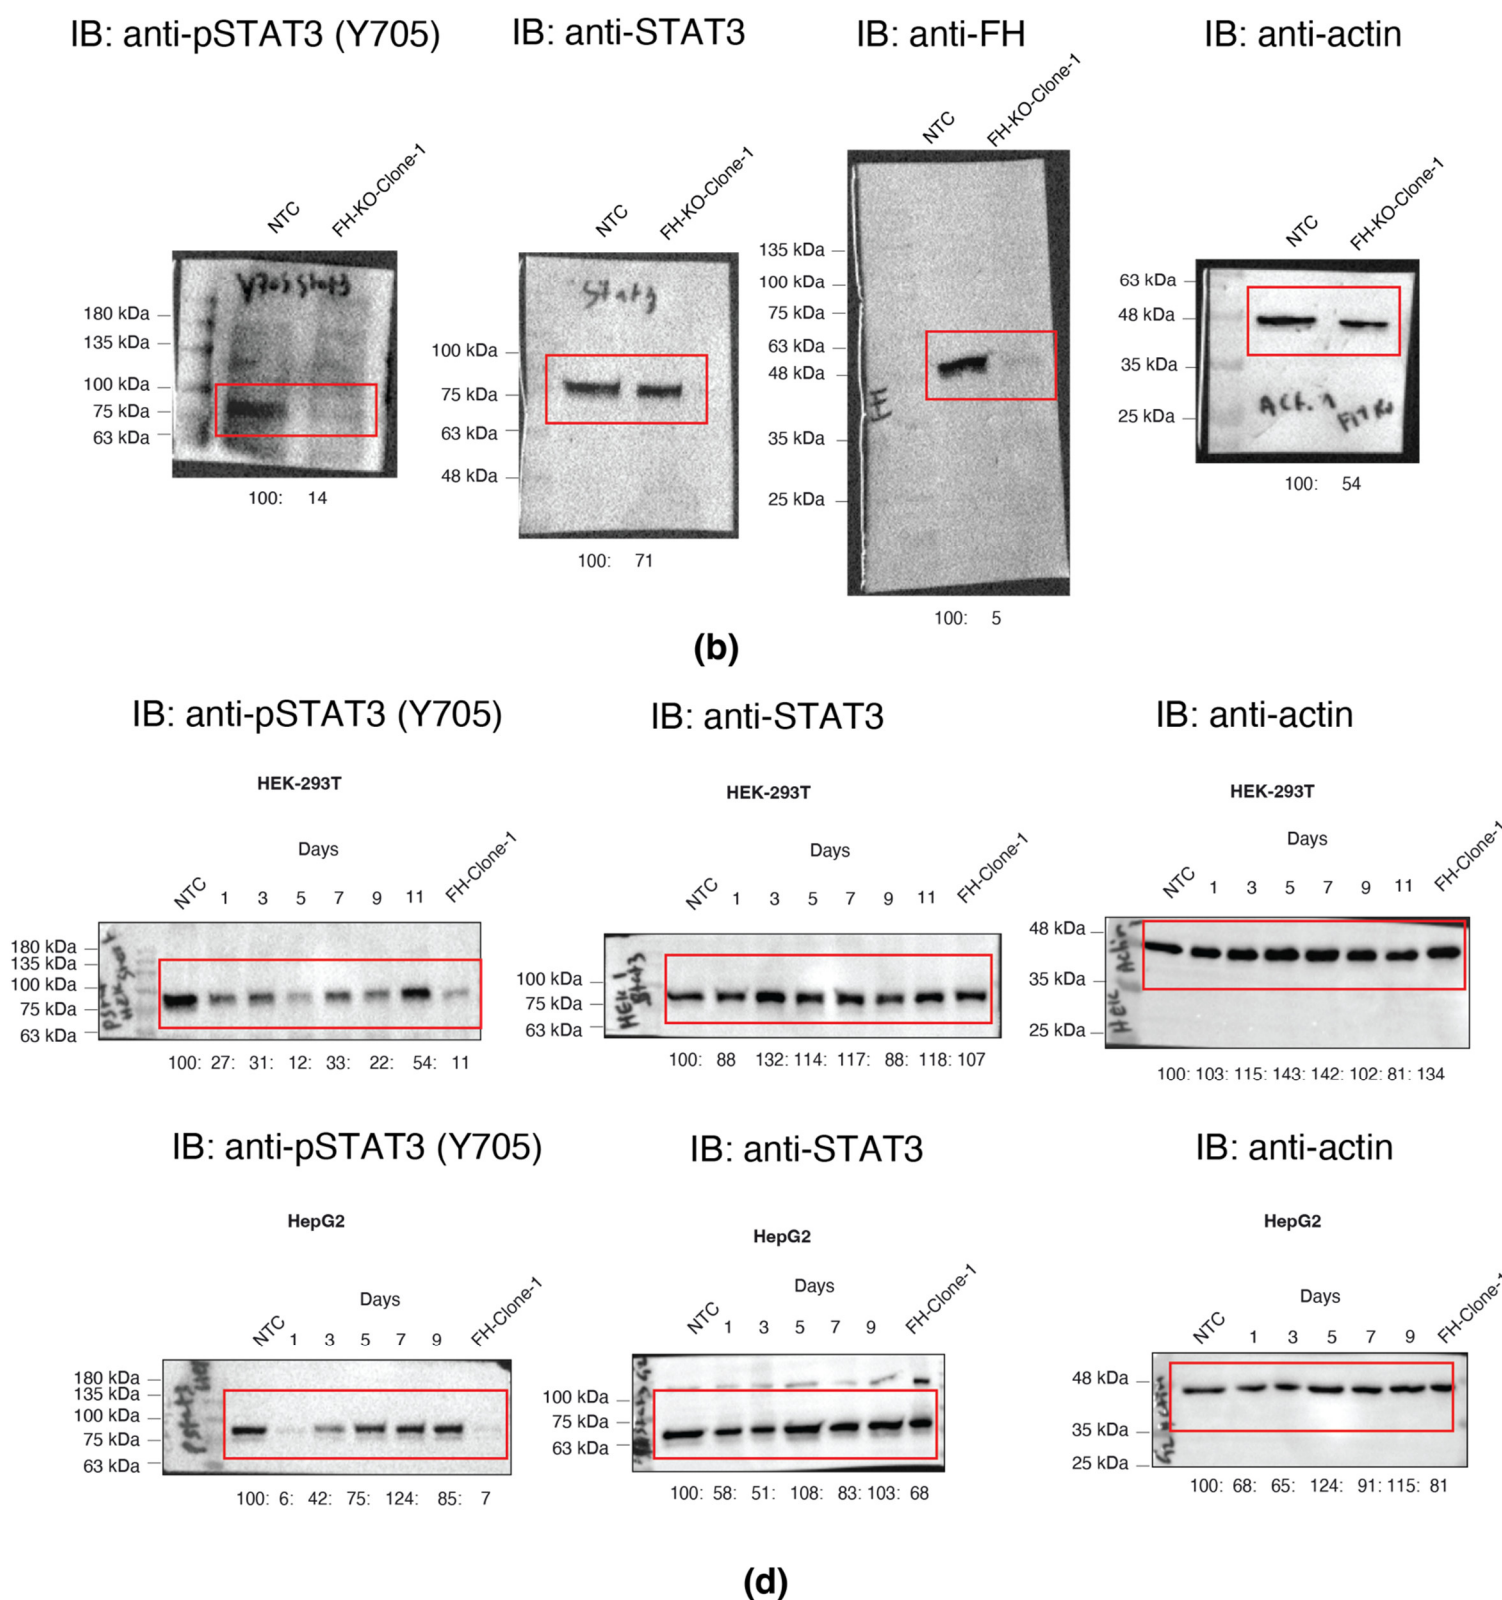 IB: anti-pSTAT3 (Y705)
IB: anti-STAT3
IB: anti-FH
IB: anti-actin
NTC
FH-KO-Clone-1
Y705 Stat3
180 kDa
135 kDa
100 kDa
75 kDa
63 kDa
100: 14
NTC
FH-KO-Clone-1
Stat3
100 kDa
75 kDa
63 kDa
48 kDa
100: 71
NTC
FH-KO-Clone-1
135 kDa
100 kDa
75 kDa
63 kDa
48 kDa
35 kDa
25 kDa
FH
100: 5
NTC
FH-KO-Clone-1
63 kDa
48 kDa
35 kDa
25 kDa
100: 54
(b)
IB: anti-pSTAT3 (Y705)
IB: anti-STAT3
IB: anti-actin
HEK-293T
Days
NTC 1 3 5 7 9 11 FH-Clone-1
180 kDa
135 kDa
100 kDa
75 kDa
63 kDa
100: 27: 31: 12: 33: 22: 54: 11
HEK-293T
Days
NTC 1 3 5 7 9 11 FH-Clone-1
100 kDa
75 kDa
63 kDa
HEK
Stat3
100: 88 132: 114: 117: 88: 118: 107
HEK-293T
Days
NTC 1 3 5 7 9 11 FH-Clone-1
48 kDa
35 kDa
25 kDa
HEK Actin
100: 103: 115: 143: 142: 102: 81: 134
IB: anti-pSTAT3 (Y705)
IB: anti-STAT3
IB: anti-actin
HepG2
Days
NTC 1 3 5 7 9 FH-Clone-1
180 kDa
135 kDa
100 kDa
75 kDa
63 kDa
pStat3
100: 6: 42: 75: 124: 85: 7
HepG2
Days
NTC 1 3 5 7 9 FH-Clone-1
100 kDa
75 kDa
63 kDa
100: 58: 51: 108: 83: 103: 68
HepG2
Days
NTC 1 3 5 7 9 FH-Clone-1
48 kDa
35 kDa
25 kDa
G2 Actin
100: 68: 65: 124: 91: 115: 81
(d)